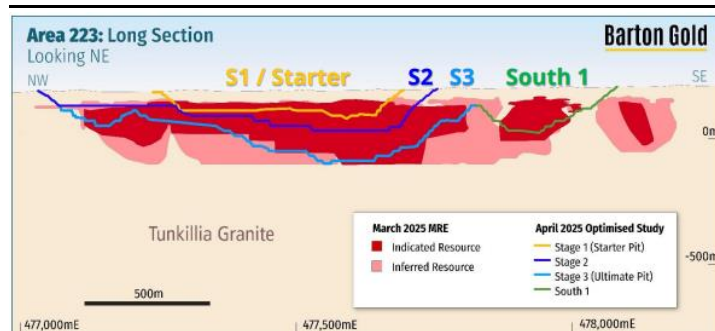 Area 223: Long Section
Looking NE
Barton Gold
NW
S1 / Starter
S2
S3
South 1
SE
0m
Tunkillia Granite
March 2025 MRE
Indicated Resource
Inferred Resource
April 2025 Optimised Study
Stage 1 (Starter Pit)
Stage 2
Stage 3 (Ultimate Pit)
South 1
-500m
500m
477,000mE
477,500mE
478,000mE